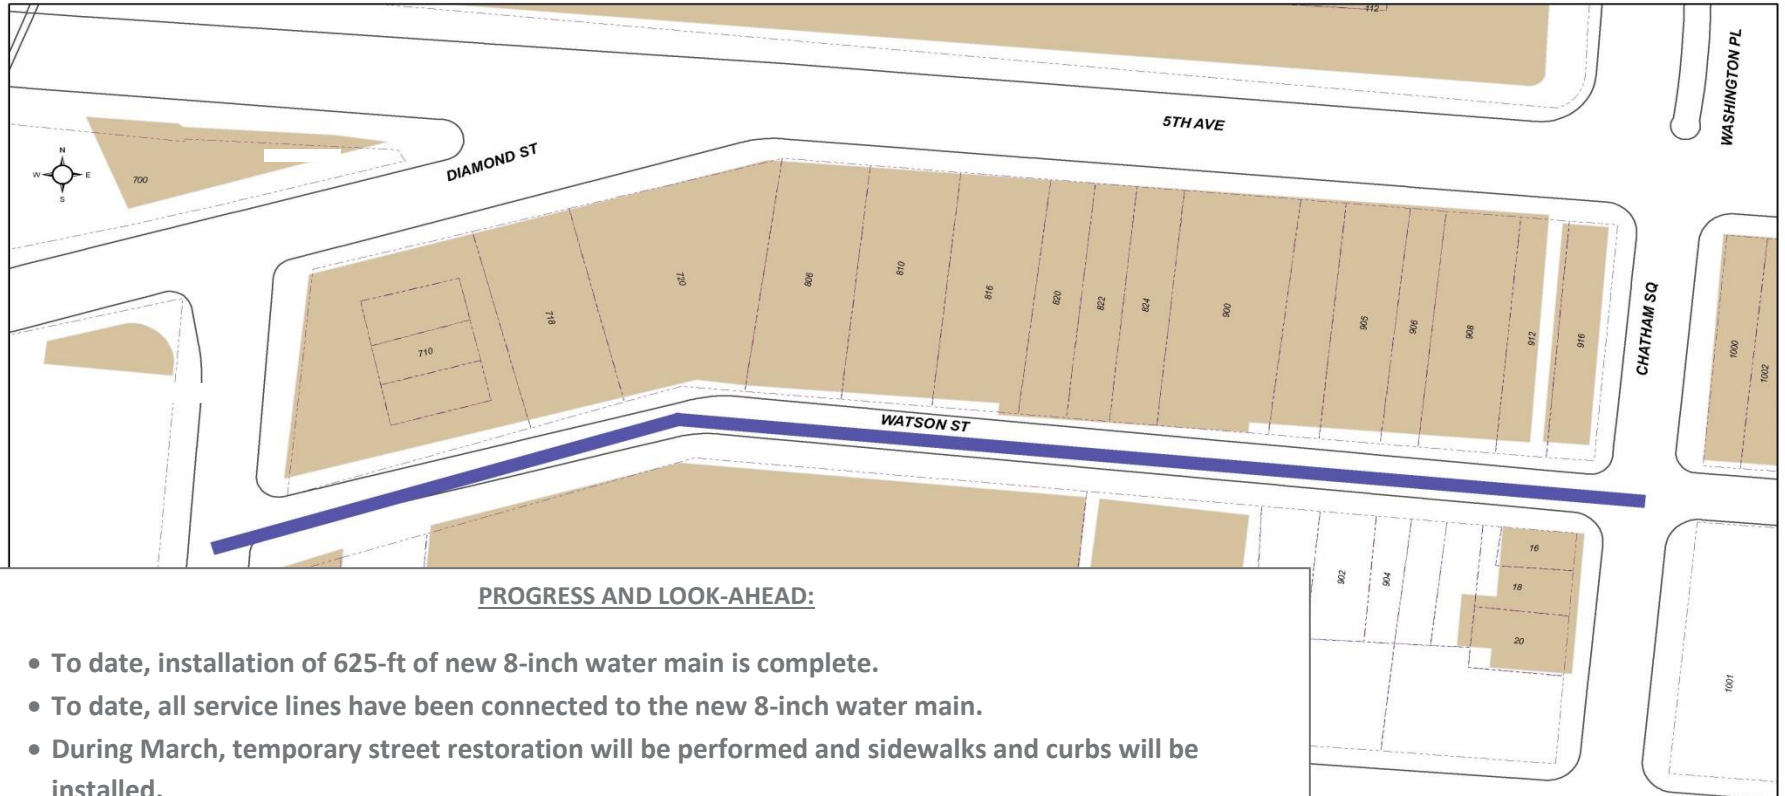 112
WASHINGTON PL
5TH AVE
DIAMOND ST
N
W E
S
700
CHATHAM SQ
710
718
720
806
810
816
820
822
824
900
905
906
908
912
916
1000
1002
WATSON ST
902
904
16
18
20
1001
PROGRESS AND LOOK-AHEAD:
• To date, installation of 625-ft of new 8-inch water main is complete.
• To date, all service lines have been connected to the new 8-inch water main.
• During March, temporary street restoration will be performed and sidewalks and curbs will be
installed.